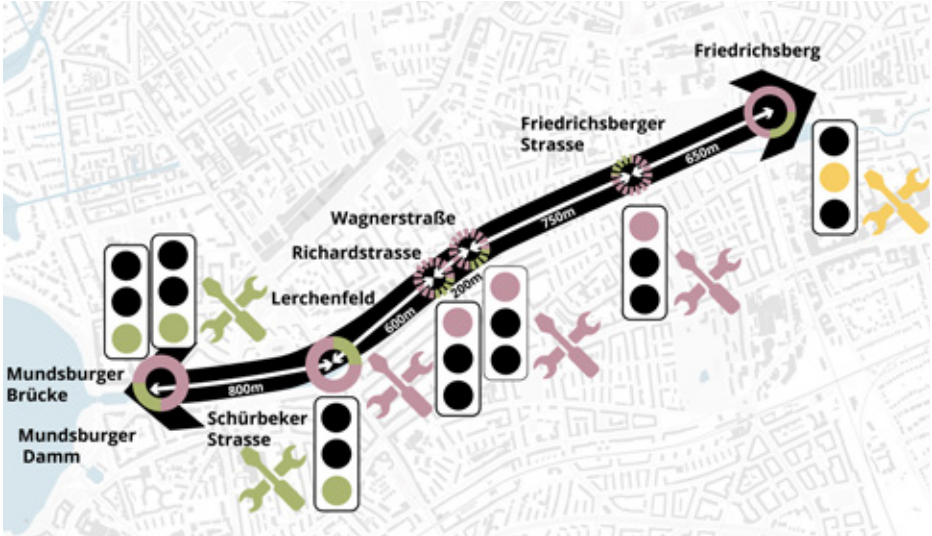 Friedrichsberg
Friedrichsberger
Strasse
650m
750m
Wagnerstraße
Richardstrasse
200m
Lerchenfeld
600m
Mundsburger
Brücke
800m
Schürbeker
Strasse
Mundsburger
Damm